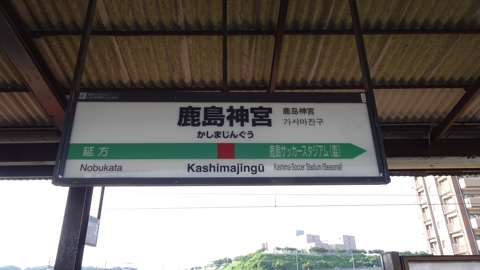 鹿島神宮
かしまじんぐう
鹿島神宮
가시마진구
延方
鹿島サッカースタジアム(臨)
Nobukata
Kashimajingū
Kashima-Soccer Stadium (Seasonal)